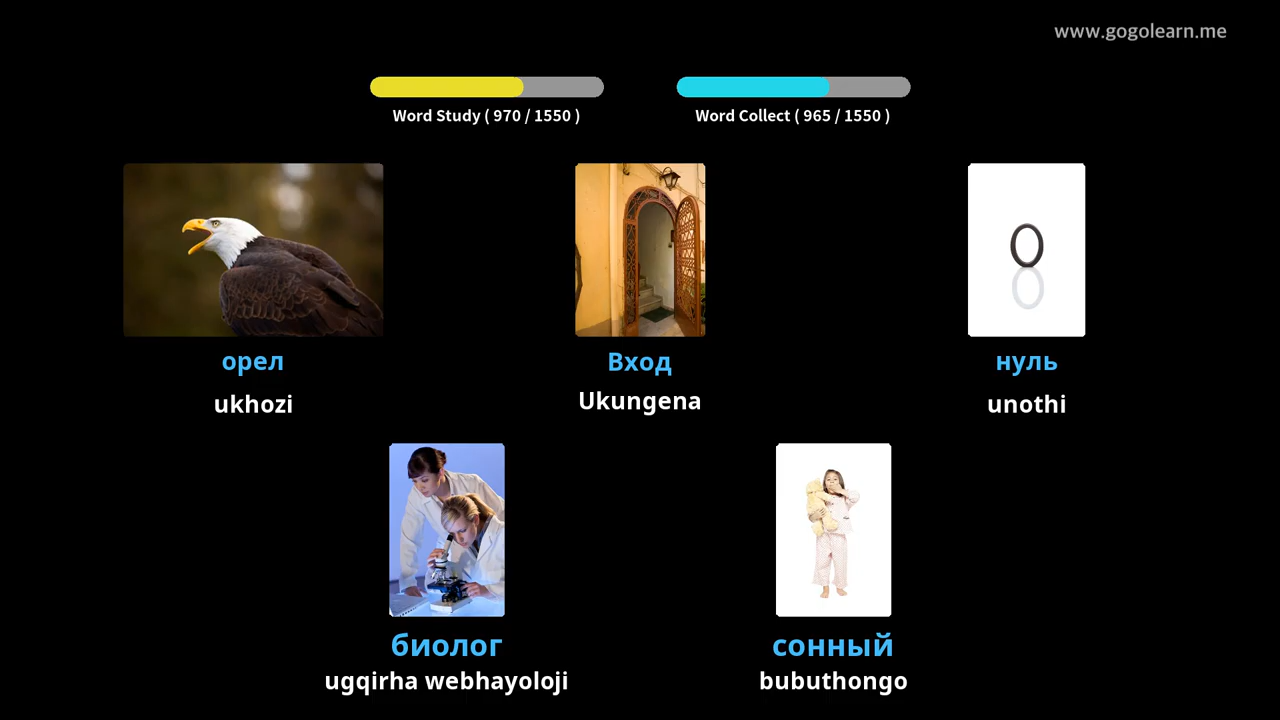 www.gogolearn.me
Word Study ( 970 / 1550 )
Word Collect ( 965 / 1550 )
орел
Вход
нуль
ukhozi
Ukungena
unothi
биолог
сонный
ugqirha webhayoloji
bubuthongo